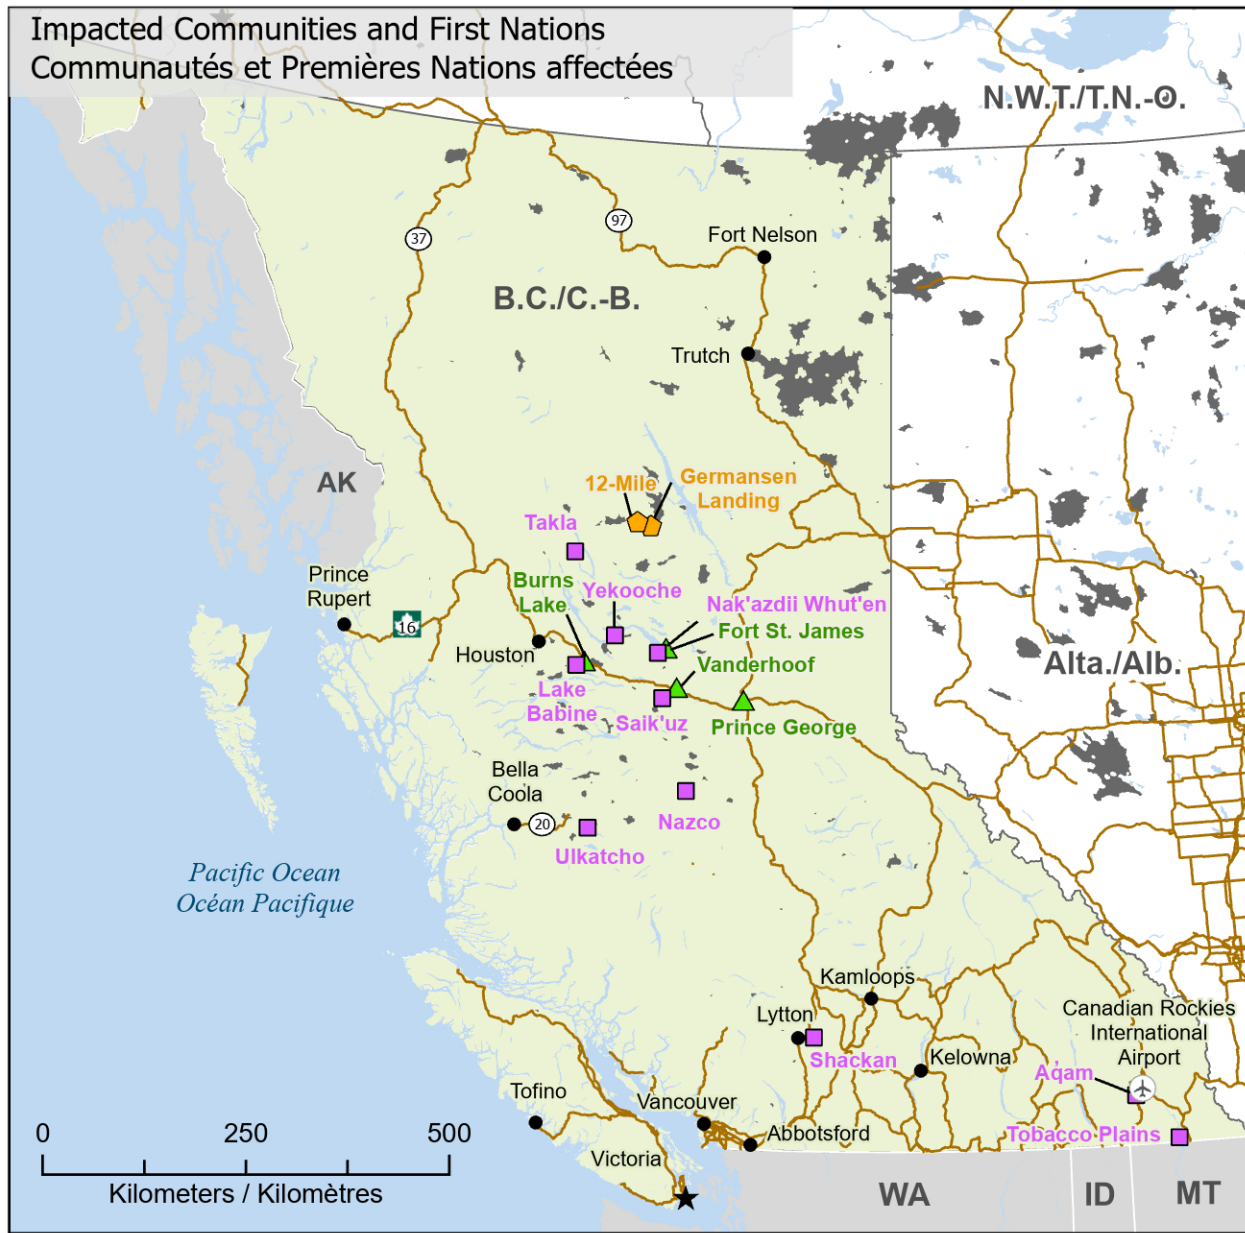 Impacted Communities and First Nations
Communautés et Premières Nations affectées
N.W.T./T.N.-O.
97
37
Fort Nelson
B.C./C.-B.
Trutch
AK
12-Mile
Germansen
Landing
Takla
Prince
Rupert
Burns
Lake
Yekooche
Nak'azdii Whut'en
16
Fort St. James
Houston
Vanderhoof
Alta./Alb.
Lake
Babine
Saik'uz
Prince George
Bella
Coola
20
Nazco
Ulkatcho
Pacific Ocean
Océan Pacifique
Kamloops
Lytton
Canadian Rockies
International
Airport
Shackan
Kelowna
Aq̓am
Tofino
Vancouver
Abbotsford
Tobacco Plains
0 250 500
Victoria
Kilometers / Kilomètres
WA
ID
MT